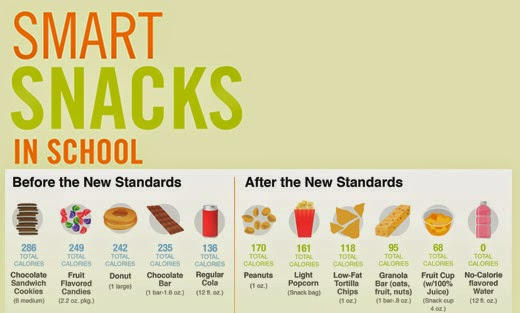 SMART
SNACKS
IN SCHOOL
Before the New Standards
286
TOTAL
CALORIES
Chocolate
Sandwich
Cookies
(6 medium)
249
TOTAL
CALORIES
Fruit
Flavored
Candies
(2.2 oz. pkg.)
242
TOTAL
CALORIES
Donut
(1 large)
235
TOTAL
CALORIES
Chocolate
Bar
(1 bar-1.6 oz.)
136
TOTAL
CALORIES
Regular
Cola
(12 fl. oz.)
After the New Standards
170
TOTAL
CALORIES
Peanuts
(1 oz.)
161
TOTAL
CALORIES
Light
Popcorn
(Snack bag)
118
TOTAL
CALORIES
Low-Fat
Tortilla
Chips
(1 oz.)
95
TOTAL
CALORIES
Granola
Bar (oats,
fruit, nuts)
(1 bar-.8 oz.)
68
TOTAL
CALORIES
Fruit Cup
(w/100%
Juice)
(Snack cup
4 oz.)
0
TOTAL
CALORIES
No-Calorie
flavored
Water
(12 fl. oz.)